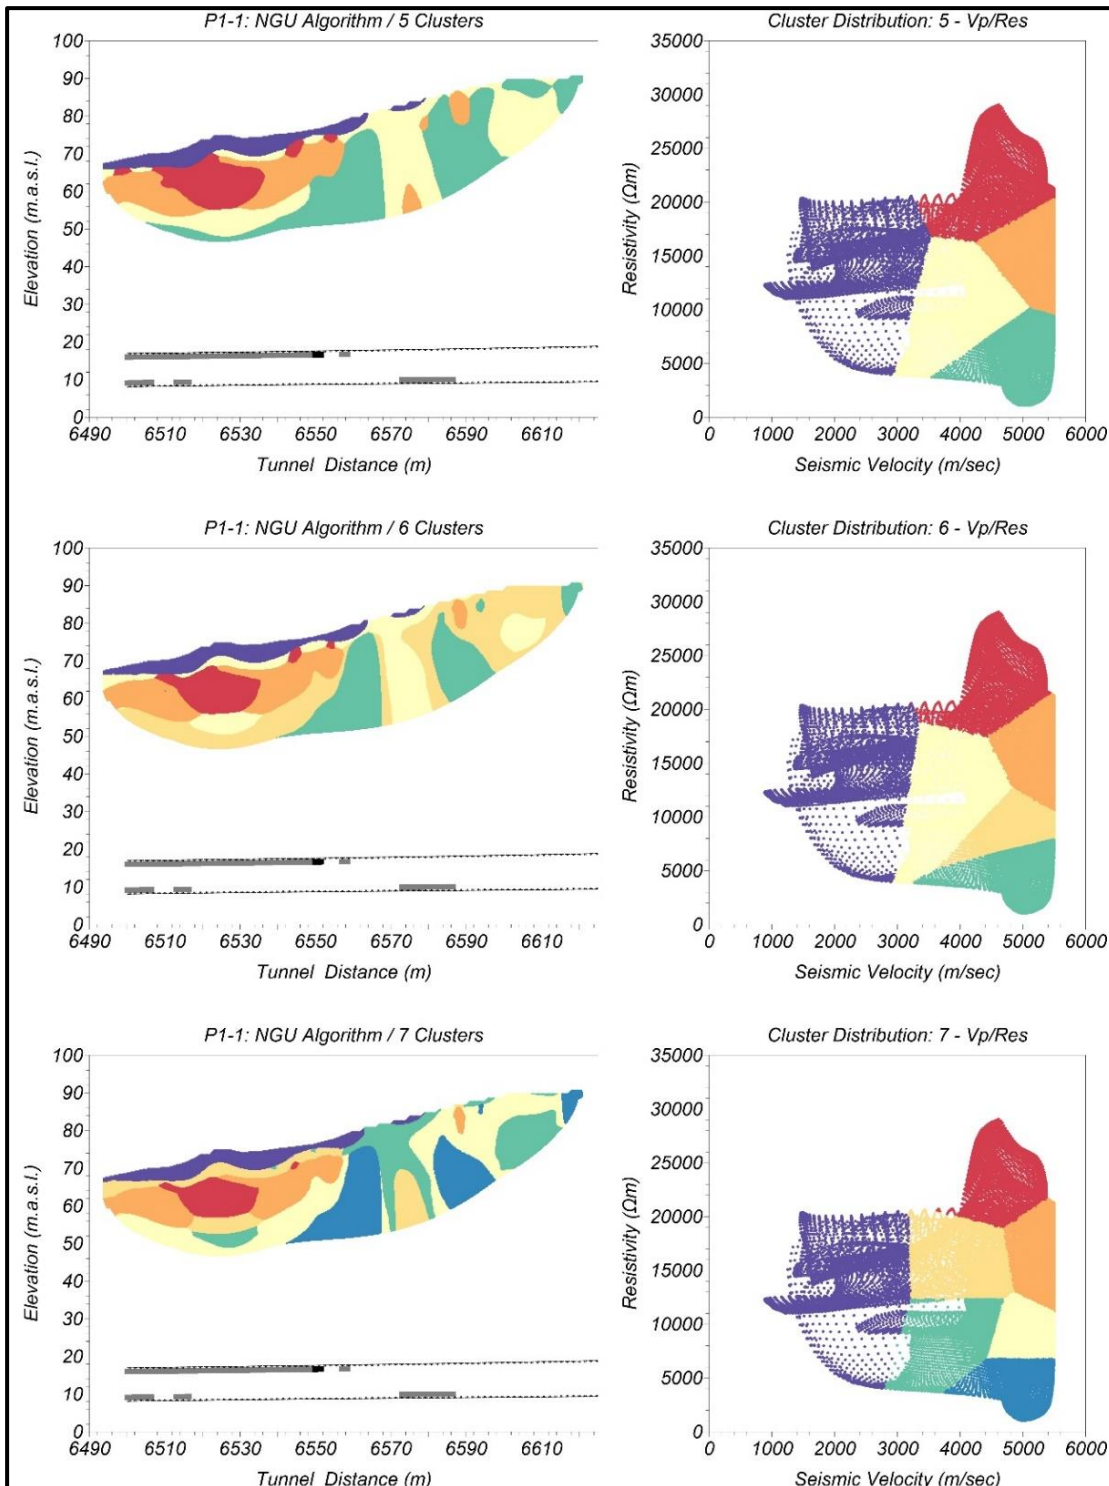 P1-1: NGU Algorithm / 5 Clusters
100
90
80
70
60
50
40
30
20
10
0
Elevation (m.a.s.l.)
6490 6510 6530 6550 6570 6590 6610
Tunnel Distance (m)
Cluster Distribution: 5 - Vp/Res
35000
30000
25000
20000
15000
10000
5000
0
Resistivity (Ωm)
0 1000 2000 3000 4000 5000 6000
Seismic Velocity (m/sec)
P1-1: NGU Algorithm / 6 Clusters
100
90
80
70
60
50
40
30
20
10
0
Elevation (m.a.s.l.)
6490 6510 6530 6550 6570 6590 6610
Tunnel Distance (m)
Cluster Distribution: 6 - Vp/Res
35000
30000
25000
20000
15000
10000
5000
0
Resistivity (Ωm)
0 1000 2000 3000 4000 5000 6000
Seismic Velocity (m/sec)
P1-1: NGU Algorithm / 7 Clusters
100
90
80
70
60
50
40
30
20
10
0
Elevation (m.a.s.l.)
6490 6510 6530 6550 6570 6590 6610
Tunnel Distance (m)
Cluster Distribution: 7 - Vp/Res
35000
30000
25000
20000
15000
10000
5000
0
Resistivity (Ωm)
0 1000 2000 3000 4000 5000 6000
Seismic Velocity (m/sec)